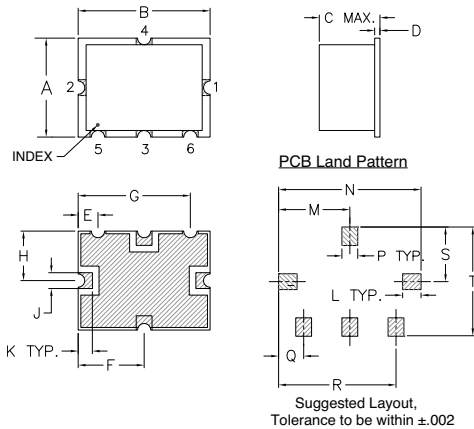 B
C MAX.
D
4
A
2
1
INDEX
5
3
6
PCB Land Pattern
G
N
E
M
H
P TYP.
S
T
J
L TYP.
K TYP.
F
Q
R
Suggested Layout,
Tolerance to be within ±.002